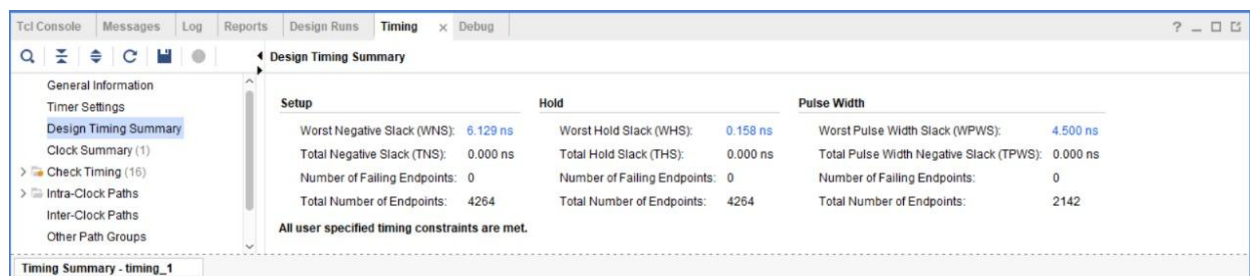 Tcl Console Messages Log Reports Design Runs Timing × Debug ?
Design Timing Summary
General Information
Timer Settings
Design Timing Summary
Clock Summary (1)
> Check Timing (16)
> Intra-Clock Paths
Inter-Clock Paths
Other Path Groups
Setup Hold Pulse Width
Worst Negative Slack (WNS): 6.129 ns Worst Hold Slack (WHS): 0.158 ns Worst Pulse Width Slack (WPWS): 4.500 ns
Total Negative Slack (TNS): 0.000 ns Total Hold Slack (THS): 0.000 ns Total Pulse Width Negative Slack (TPWS): 0.000 ns
Number of Failing Endpoints: 0 Number of Failing Endpoints: 0 Number of Failing Endpoints: 0
Total Number of Endpoints: 4264 Total Number of Endpoints: 4264 Total Number of Endpoints: 2142
All user specified timing constraints are met.
Timing Summary - timing_1